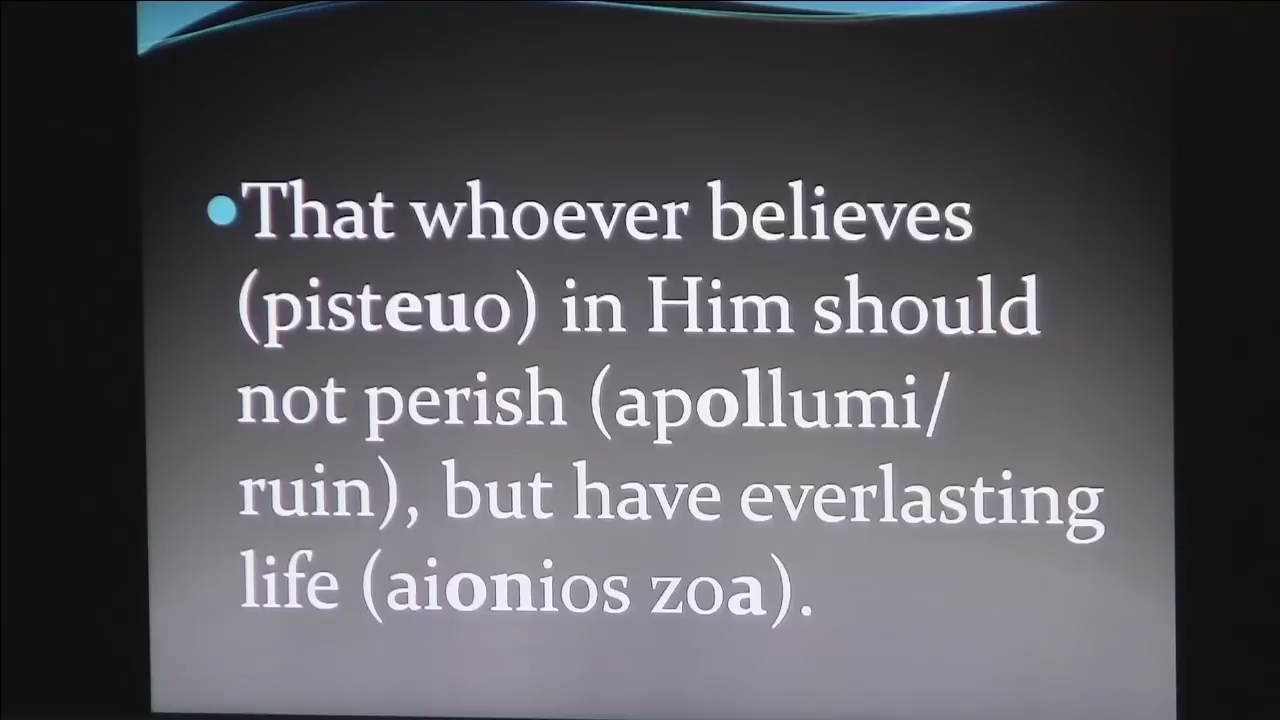 •That whoever believes
(pisteuo) in Him should
not perish (apollumi/
ruin), but have everlasting
life (aionios zoa).